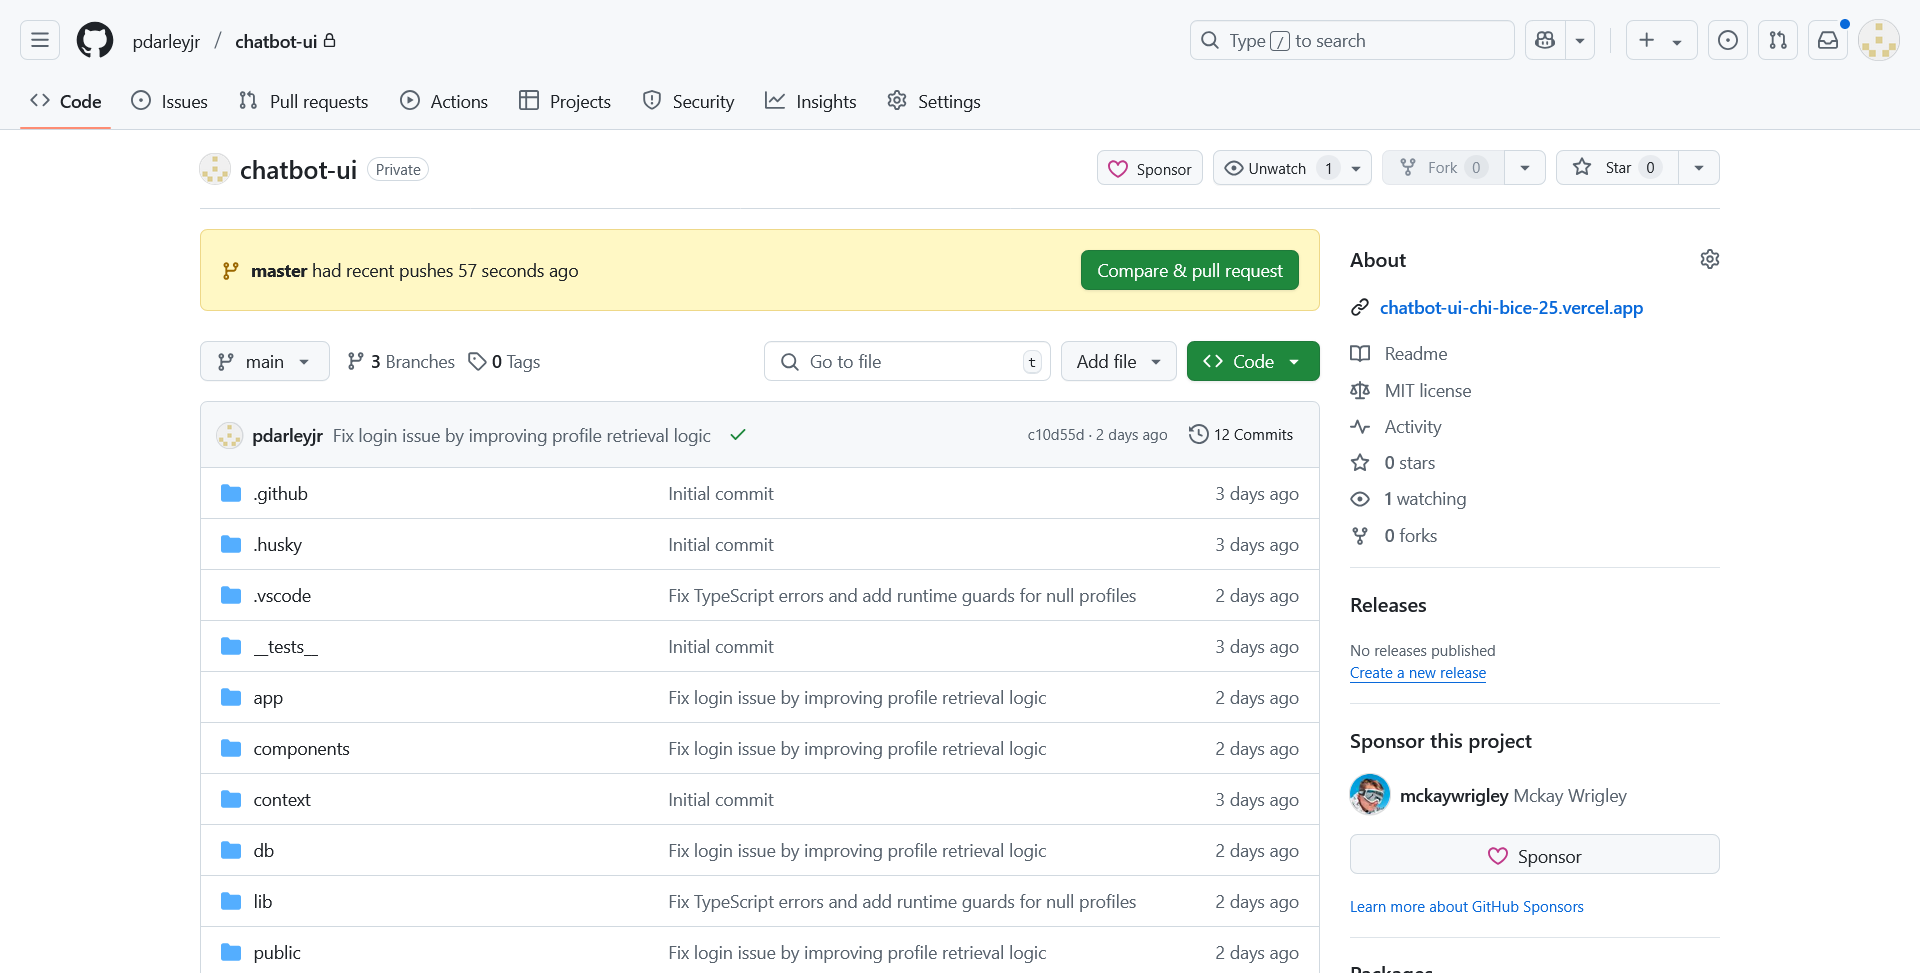 pdarleyjr / chatbot-ui
Type / to search
Code
Issues
Pull requests
Actions
Projects
Security
Insights
Settings
chatbot-ui Private
Sponsor
Unwatch 1
Fork 0
Star 0
master had recent pushes 57 seconds ago
Compare & pull request
main
3 Branches
0 Tags
Go to file t
Add file
Code
pdarleyjr Fix login issue by improving profile retrieval logic
c10d55d · 2 days ago
12 Commits
.github Initial commit 3 days ago
.husky Initial commit 3 days ago
.vscode Fix TypeScript errors and add runtime guards for null profiles 2 days ago
__tests__ Initial commit 3 days ago
app Fix login issue by improving profile retrieval logic 2 days ago
components Fix login issue by improving profile retrieval logic 2 days ago
context Initial commit 3 days ago
db Fix login issue by improving profile retrieval logic 2 days ago
lib Fix TypeScript errors and add runtime guards for null profiles 2 days ago
public Fix login issue by improving profile retrieval logic 2 days ago
About
chatbot-ui-chi-bice-25.vercel.app
Readme
MIT license
Activity
0 stars
1 watching
0 forks
Releases
No releases published
Create a new release
Sponsor this project
mckaywrigley Mckay Wrigley
Sponsor
Learn more about GitHub Sponsors
Packages